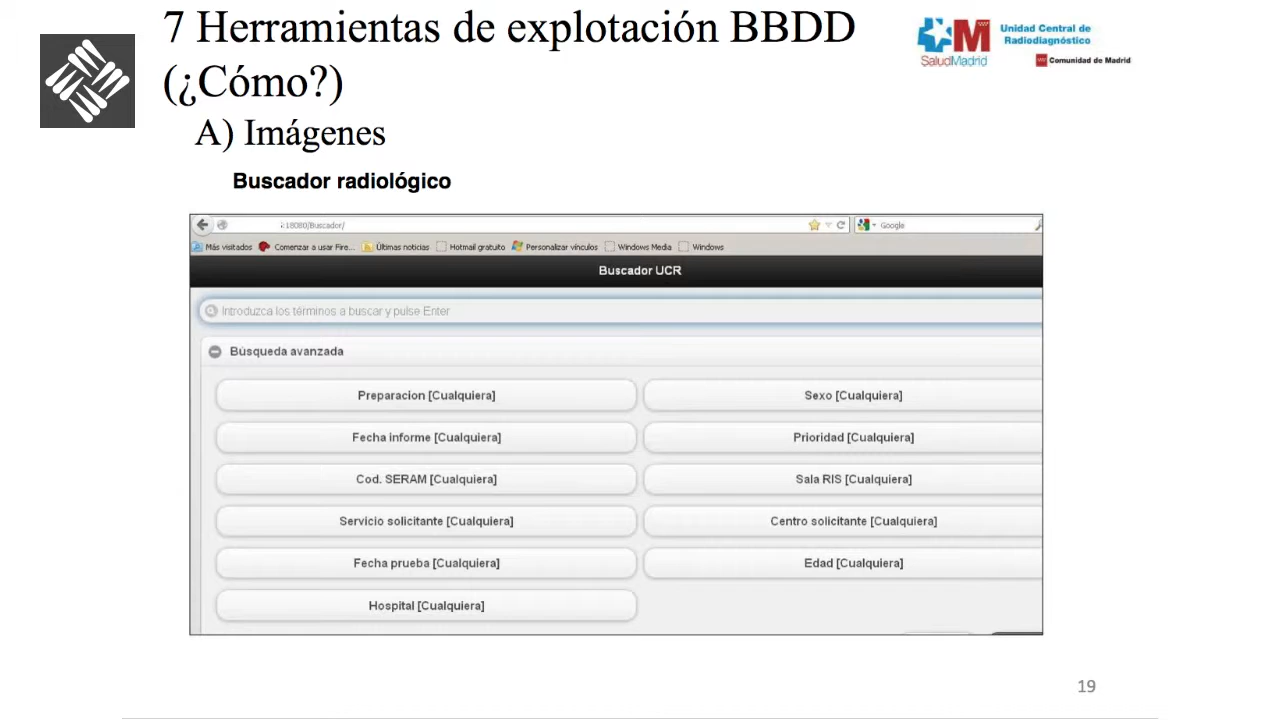 7 Herramientas de explotación BBDD
(¿Cómo?)
A) Imágenes
SaludMadrid
Unidad Central de
Radiodiagnóstico
Comunidad de Madrid
Buscador radiológico
:18080/Buscador/
Google
Más visitados Comenzar a usar Fire... Últimas noticias Hotmail gratuito Personalizar vínculos Windows Media Windows
Buscador UCR
Introduzca los términos a buscar y pulse Enter
Búsqueda avanzada
Preparacion [Cualquiera] Sexo [Cualquiera]
Fecha informe [Cualquiera] Prioridad [Cualquiera]
Cod. SERAM [Cualquiera] Sala RIS [Cualquiera]
Servicio solicitante [Cualquiera] Centro solicitante [Cualquiera]
Fecha prueba [Cualquiera] Edad [Cualquiera]
Hospital [Cualquiera]
19